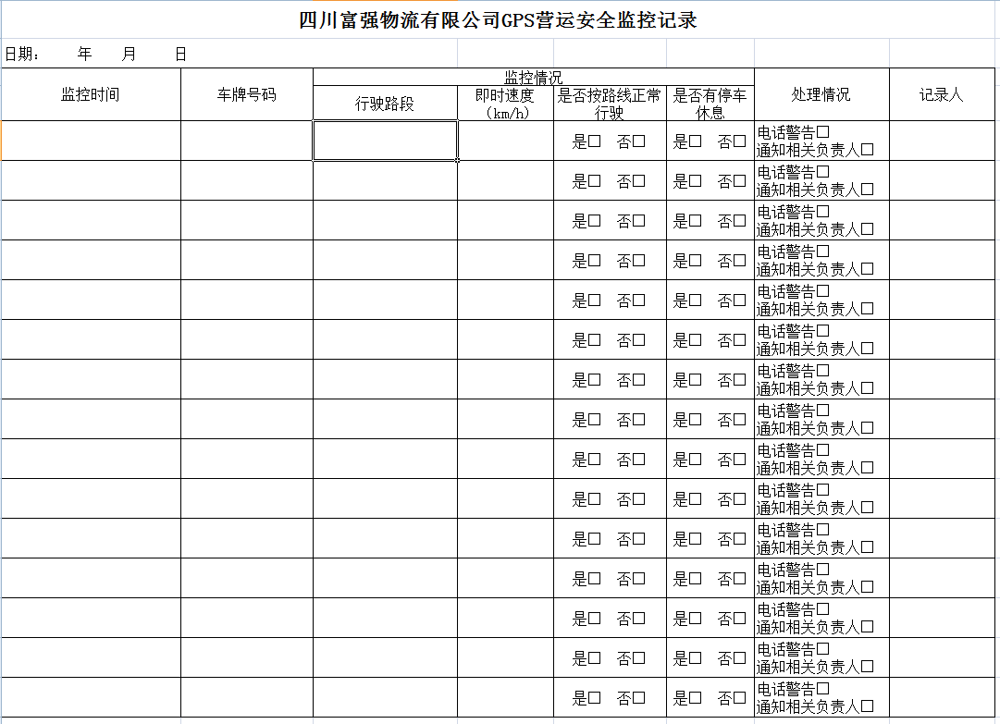 四川富强物流有限公司GPS营运安全监控记录
日期： 年 月 日
监控时间 车牌号码 监控情况 处理情况 记录人
行驶路段 即时速度 是否按路线正常 是否有停车
（km/h） 行驶 休息
是□ 否□ 是□ 否□ 电话警告□
通知相关负责人□
是□ 否□ 是□ 否□ 电话警告□
通知相关负责人□
是□ 否□ 是□ 否□ 电话警告□
通知相关负责人□
是□ 否□ 是□ 否□ 电话警告□
通知相关负责人□
是□ 否□ 是□ 否□ 电话警告□
通知相关负责人□
是□ 否□ 是□ 否□ 电话警告□
通知相关负责人□
是□ 否□ 是□ 否□ 电话警告□
通知相关负责人□
是□ 否□ 是□ 否□ 电话警告□
通知相关负责人□
是□ 否□ 是□ 否□ 电话警告□
通知相关负责人□
是□ 否□ 是□ 否□ 电话警告□
通知相关负责人□
是□ 否□ 是□ 否□ 电话警告□
通知相关负责人□
是□ 否□ 是□ 否□ 电话警告□
通知相关负责人□
是□ 否□ 是□ 否□ 电话警告□
通知相关负责人□
是□ 否□ 是□ 否□ 电话警告□
通知相关负责人□
是□ 否□ 是□ 否□ 电话警告□
通知相关负责人□